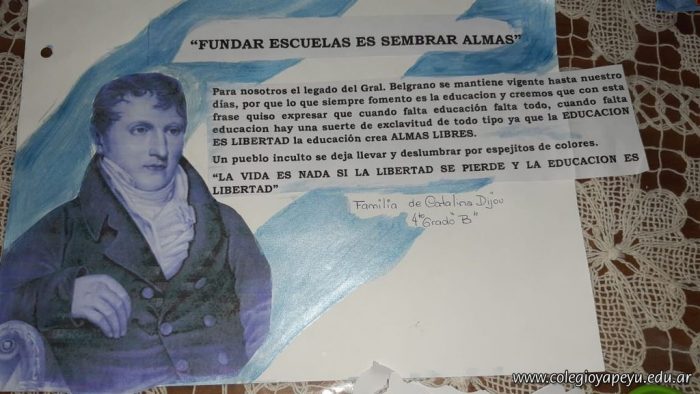 “FUNDAR ESCUELAS ES SEMBRAR ALMAS”
Para nosotros el legado del Gral. Belgrano se mantiene vigente hasta nuestro
dias, por que lo que siempre fomento es la educacion y creemos que con esta
frase quiso expresar que cuando falta educación falta todo, cuando falta
educacion hay una suerte de exclavitud de todo tipo ya que la EDUCACION
ES LIBERTAD la educación crea ALMAS LIBRES.
Un pueblo inculto se deja llevar y deslumbrar por espejitos de colores.
“LA VIDA ES NADA SI LA LIBERTAD SE PIERDE Y LA EDUCACION ES
LIBERTAD”
Familia de Catalina Dijou
4to Grado "B"
www.colegioyapeyu.edu.ar